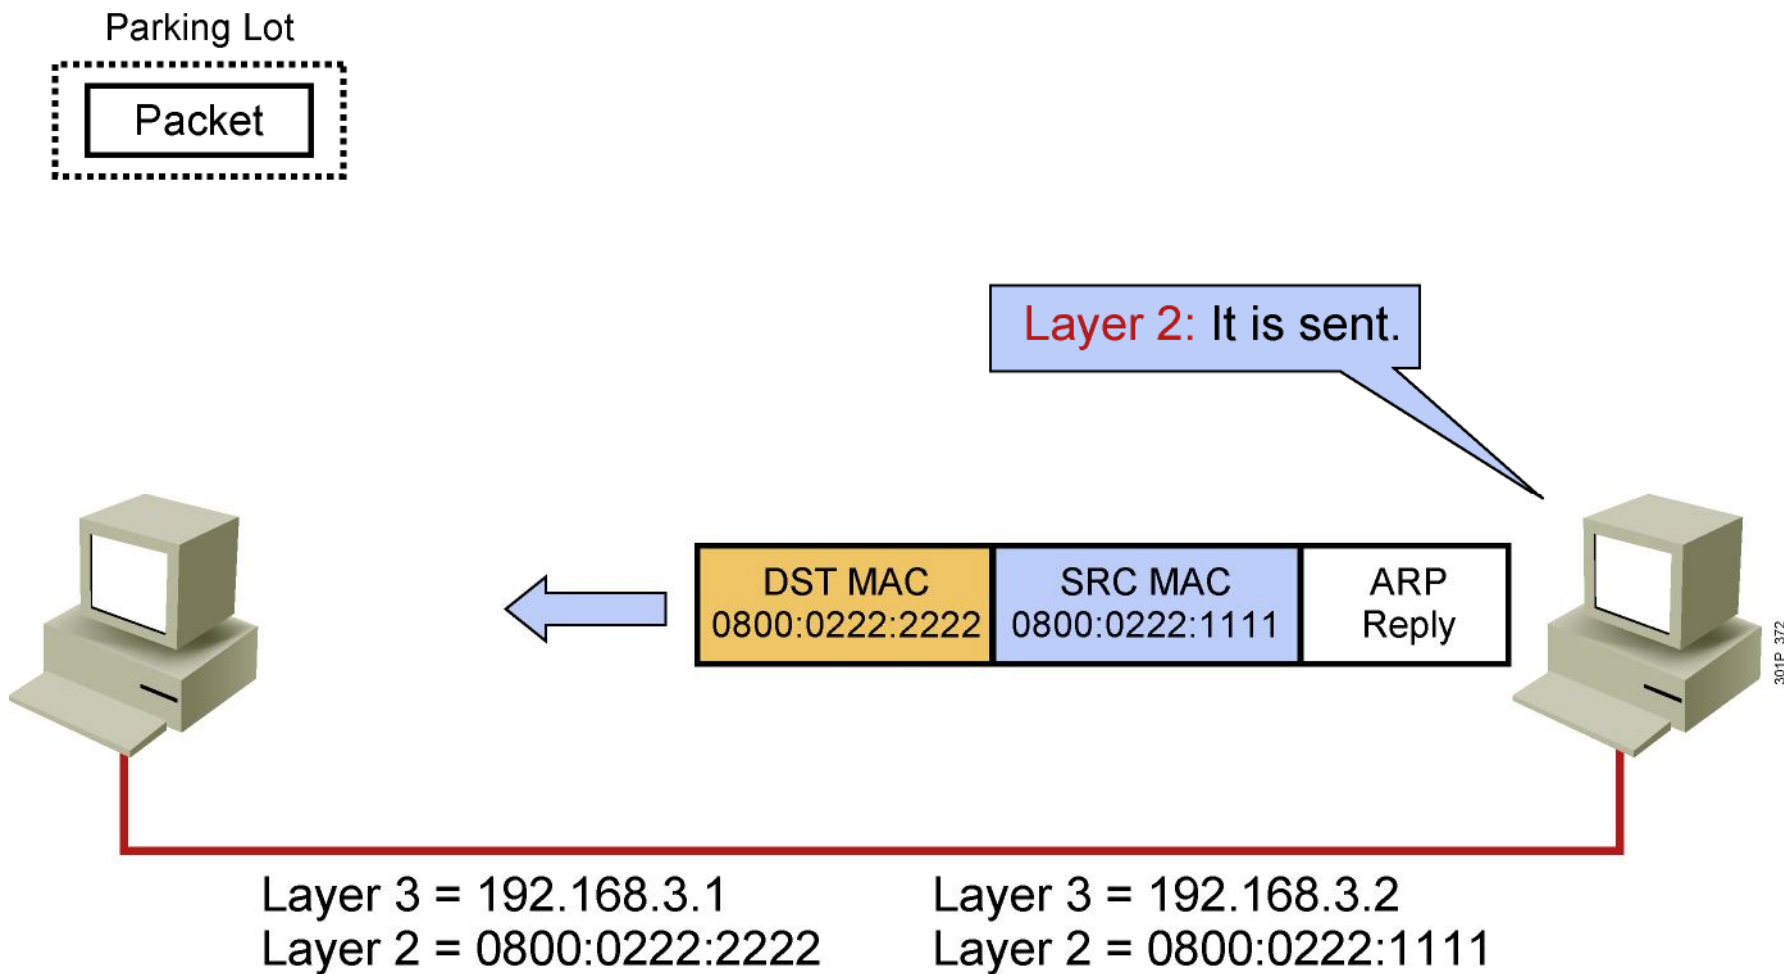 Parking Lot
Packet
Layer 2: It is sent.
DST MAC
0800:0222:2222
SRC MAC
0800:0222:1111
ARP
Reply
301P_372
Layer 3 = 192.168.3.1
Layer 2 = 0800:0222:2222
Layer 3 = 192.168.3.2
Layer 2 = 0800:0222:1111